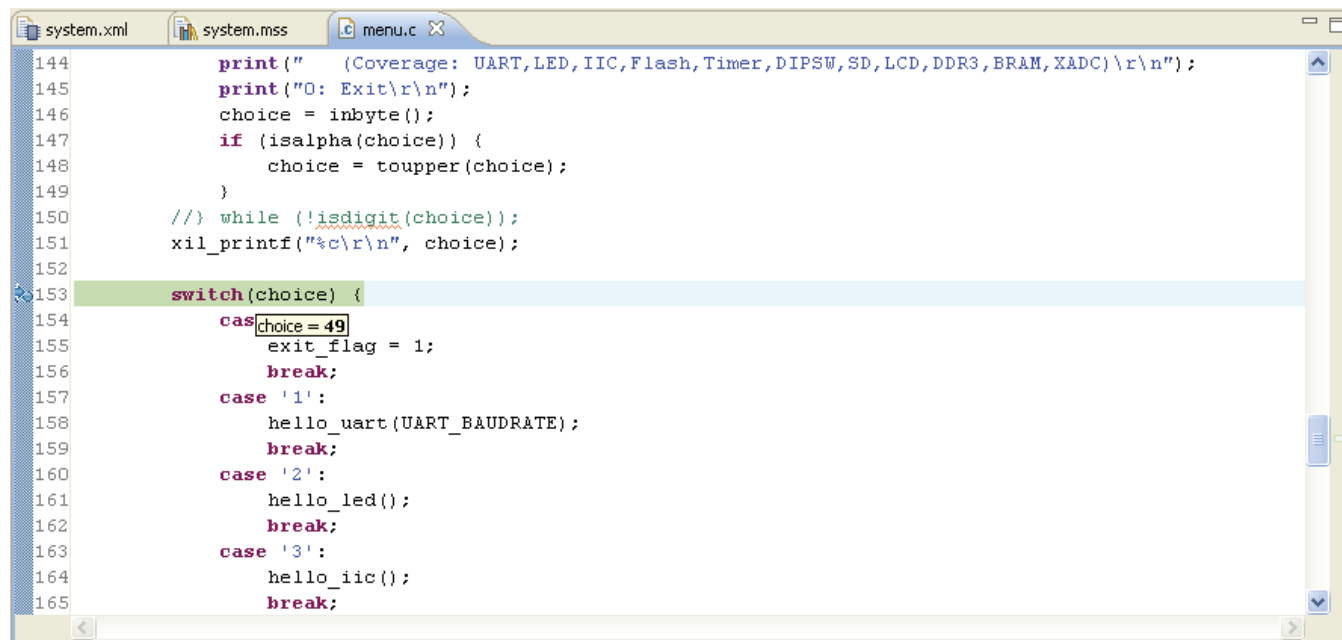 system.xml system.mss menu.c
144 print("   (Coverage: UART,LED,IIC,Flash,Timer,DIPSW,SD,LCD,DDR3,BRAM,XADC)\r\n");
145 print("0: Exit\r\n");
146 choice = inbyte();
147 if (isalpha(choice)) {
148 choice = toupper(choice);
149 }
150 //} while (!isdigit(choice));
151 xil_printf("%c\r\n", choice);
152
153 switch(choice) {
154 cas choice = 49
155 exit_flag = 1;
156 break;
157 case '1':
158 hello_uart(UART_BAUDRATE);
159 break;
160 case '2':
161 hello_led();
162 break;
163 case '3':
164 hello_iic();
165 break;